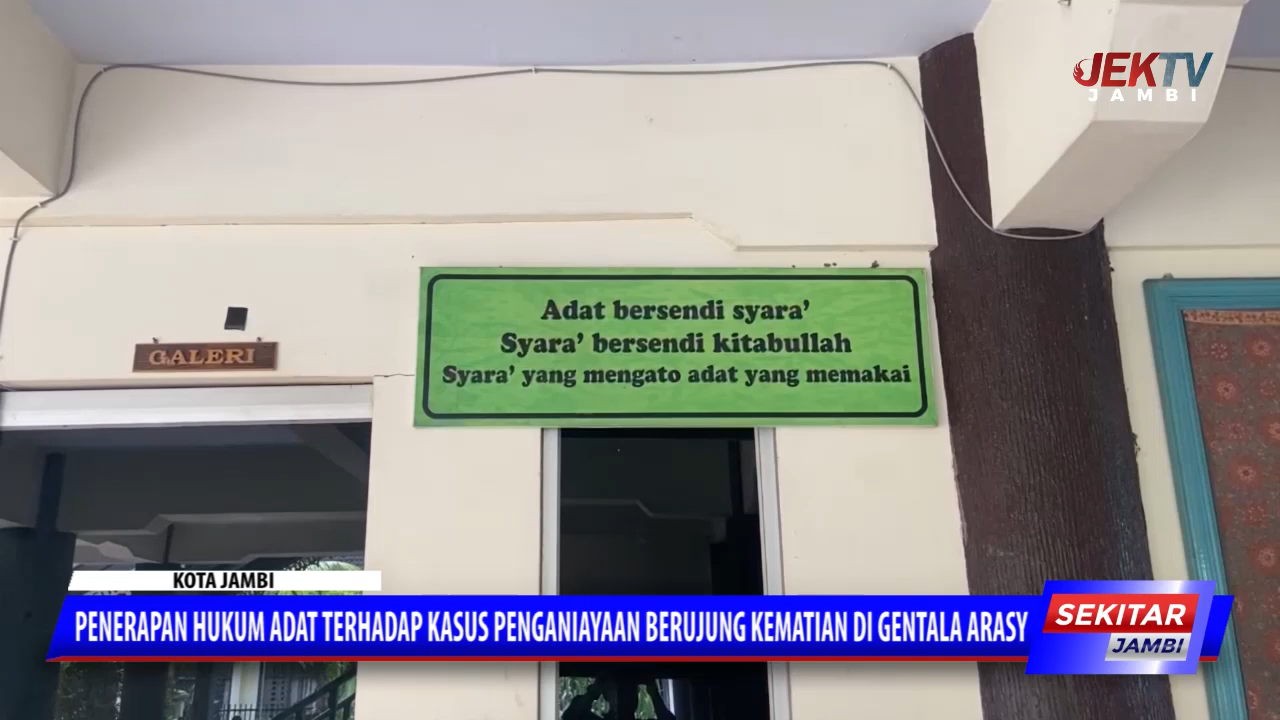 JEKTV
JAMBI
Adat bersendi syara'
Syara' bersendi kitabullah
Syara' yang mengato adat yang memakai
GALERI
KOTA JAMBI
PENERAPAN HUKUM ADAT TERHADAP KASUS PENGANIAYAAN BERUJUNG KEMATIAN DI GENTALA ARASY
SEKITAR
JAMBI